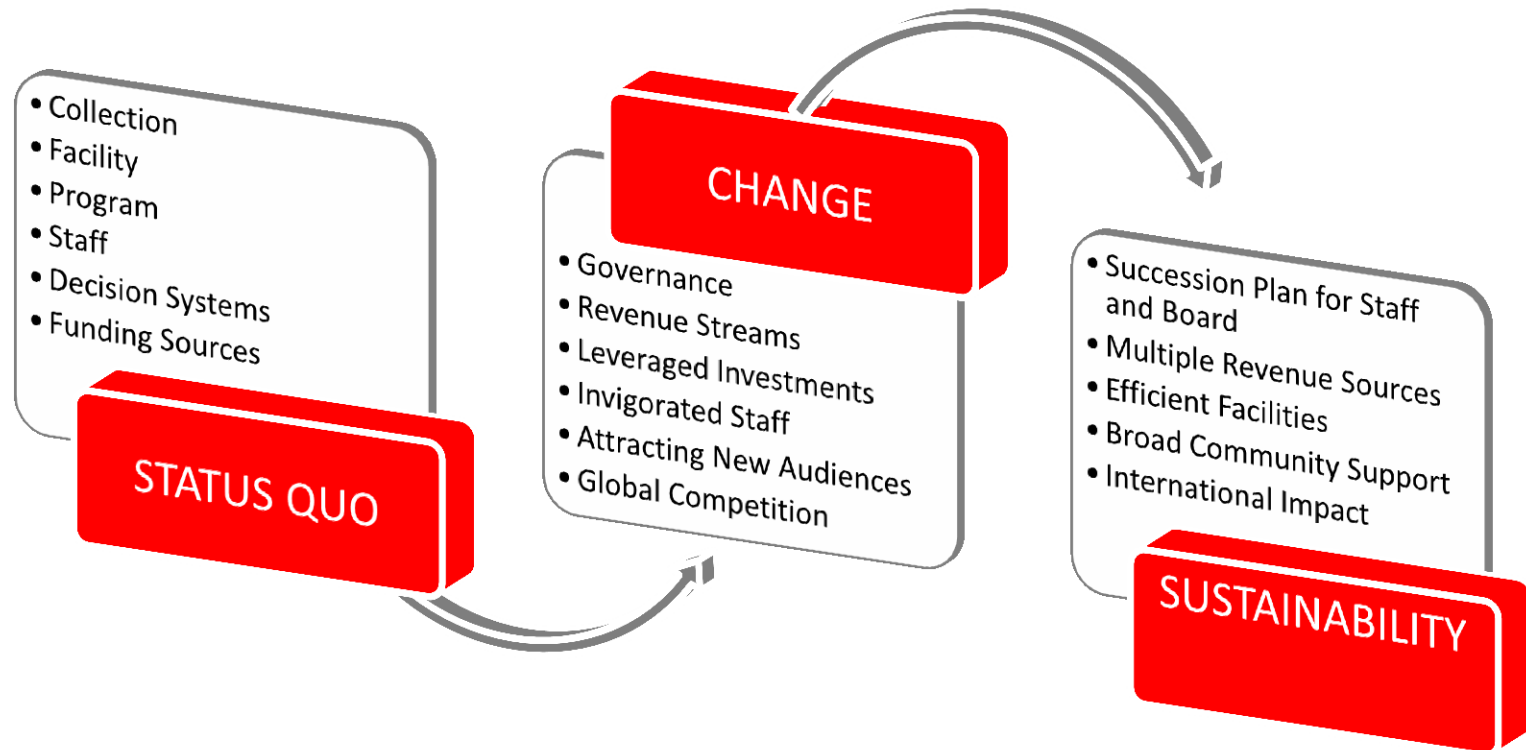 • Collection
• Facility
• Program
• Staff
• Decision Systems
• Funding Sources
STATUS QUO
CHANGE
• Governance
• Revenue Streams
• Leveraged Investments
• Invigorated Staff
• Attracting New Audiences
• Global Competition
• Succession Plan for Staff
and Board
• Multiple Revenue Sources
• Efficient Facilities
• Broad Community Support
• International Impact
SUSTAINABILITY